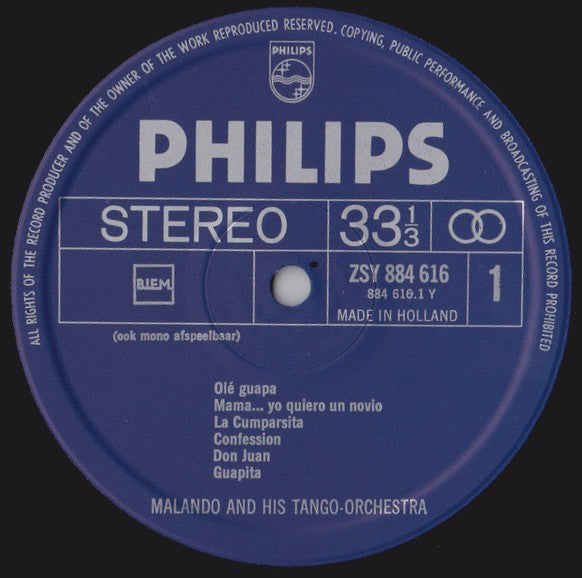 ALL RIGHTS OF THE RECORD PRODUCER AND OF THE OWNER OF THE WORK REPRODUCED RESERVED. COPYING, PUBLIC PERFORMANCE AND BROADCASTING OF THIS RECORD PROHIBITED
PHILIPS
PHILIPS
STEREO 33 1/3
B.I.E.M. ZSY 884 616 1
884 616.1 Y
MADE IN HOLLAND
(ook mono afspeelbaar)
Olé guapa
Mama... yo quiero un novio
La Cumparsita
Confession
Don Juan
Guapita
MALANDO AND HIS TANGO-ORCHESTRA